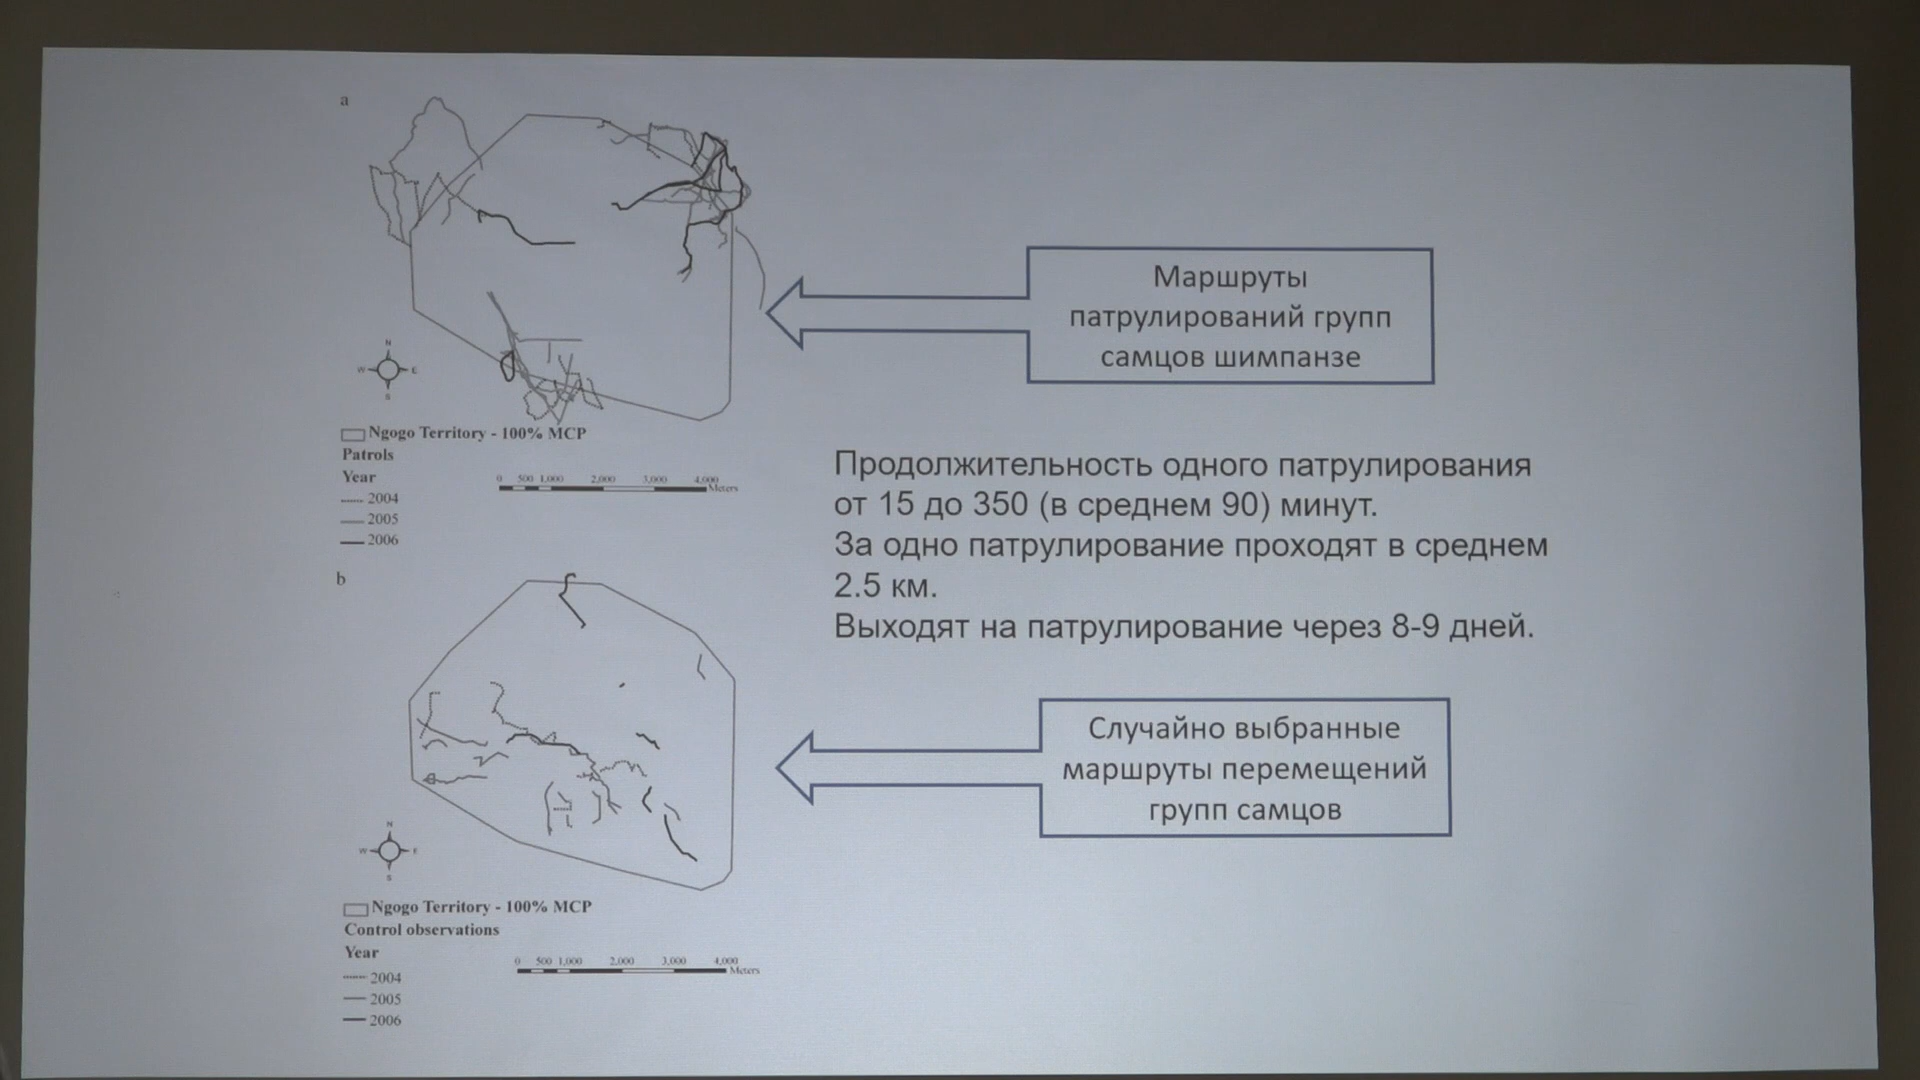 a
Маршруты
патрулирований групп
самцов шимпанзе
N
W E
S
Ngogo Territory - 100% MCP
Patrols
Year
2004
2005
2006
0 500 1,000 2,000 3,000 4,000
Meters
Продолжительность одного патрулирования
от 15 до 350 (в среднем 90) минут.
За одно патрулирование проходят в среднем
2.5 км.
Выходят на патрулирование через 8-9 дней.
b
Случайно выбранные
маршруты перемещений
групп самцов
N
W E
S
Ngogo Territory - 100% MCP
Control observations
Year
2004
2005
2006
0 500 1,000 2,000 3,000 4,000
Meters